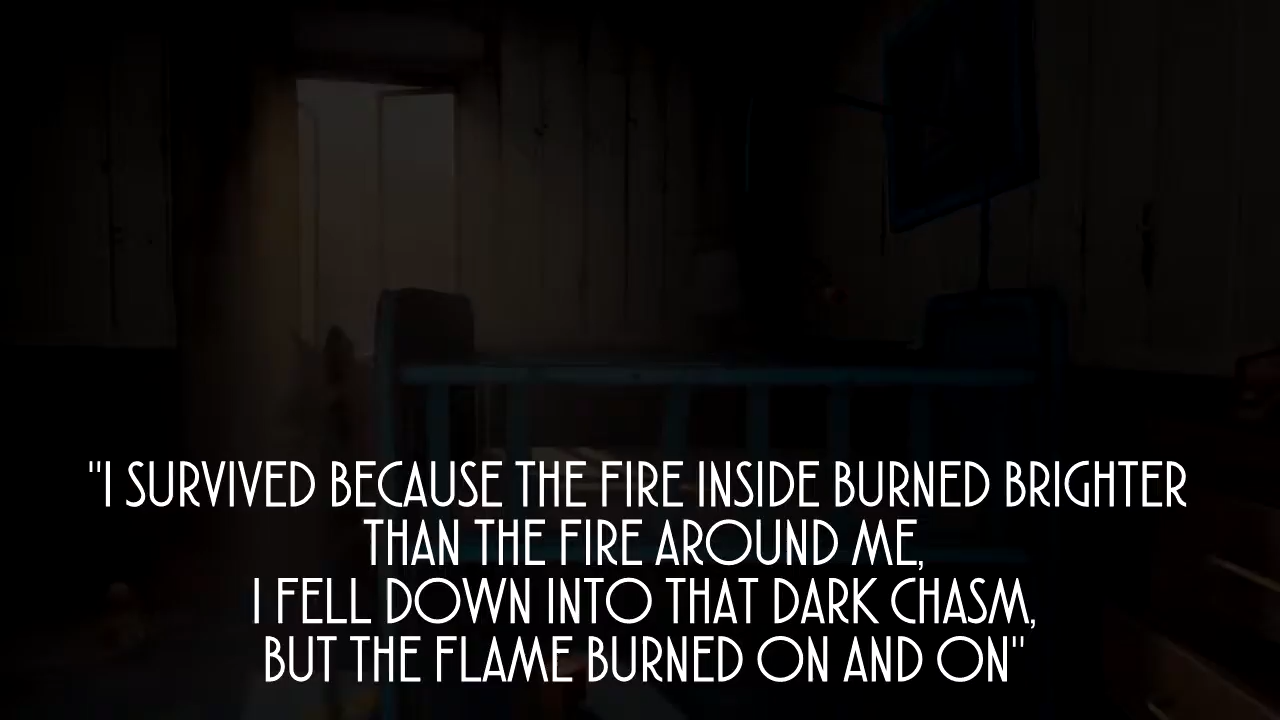 "I SURVIVED BECAUSE THE FIRE INSIDE BURNED BRIGHTER
THAN THE FIRE AROUND ME,
I FELL DOWN INTO THAT DARK CHASM,
BUT THE FLAME BURNED ON AND ON"